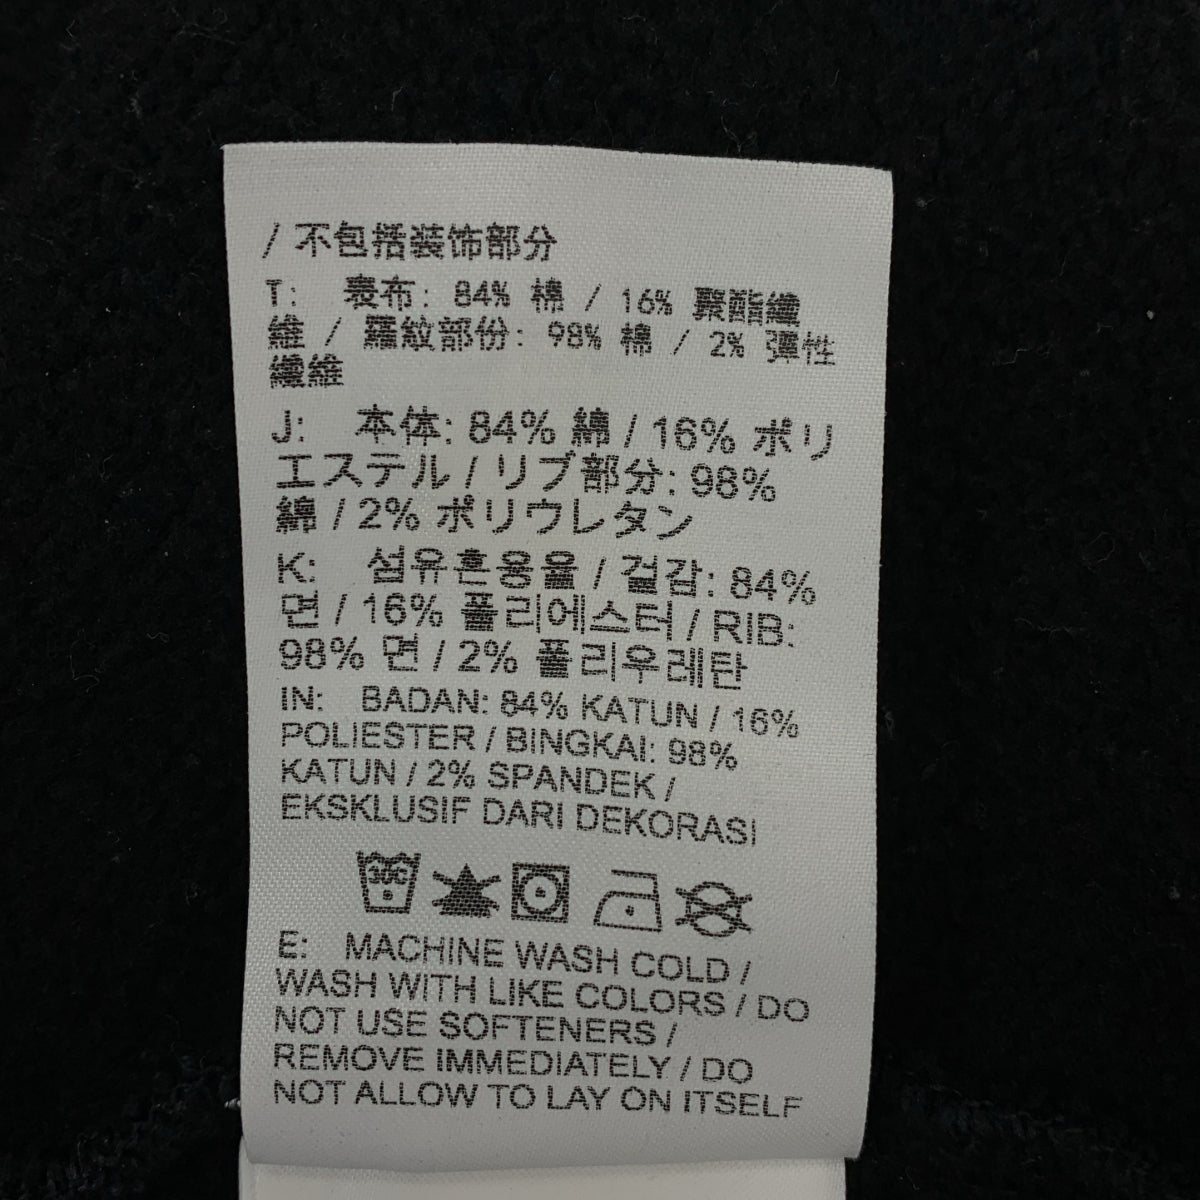 / 不包括装饰部分
T: 表布: 84% 棉 / 16% 聚酯纖
維 / 羅紋部份: 98% 棉 / 2% 彈性
纖維
J: 本体: 84% 綿 / 16% ポリ
エステル / リブ部分: 98%
綿 / 2% ポリウレタン
K: 섬유혼용율 / 겉감: 84%
면 / 16% 폴리에스터 / RIB:
98% 면 / 2% 폴리우레탄
IN: BADAN: 84% KATUN / 16%
POLIESTER / BINGKAI: 98%
KATUN / 2% SPANDEK /
EKSKLUSIF DARI DEKORASI
30C
E: MACHINE WASH COLD /
WASH WITH LIKE COLORS / DO
NOT USE SOFTENERS /
REMOVE IMMEDIATELY / DO
NOT ALLOW TO LAY ON ITSELF